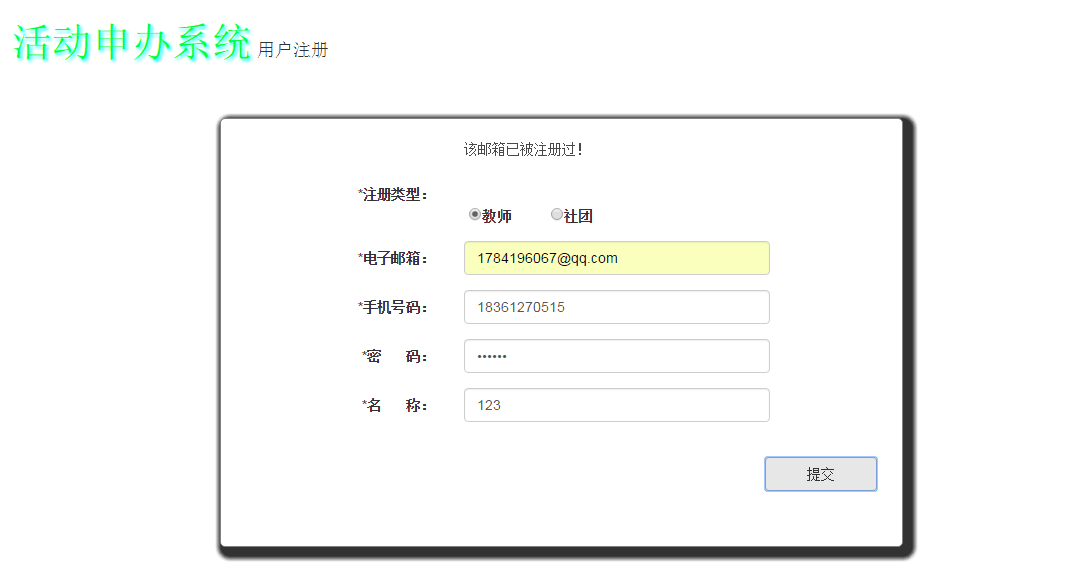 活动申办系统 用户注册
该邮箱已被注册过！
*注册类型：
教师 社团
*电子邮箱： 1784196067@qq.com
*手机号码： 18361270515
*密 码： ••••••
*名 称： 123
提交